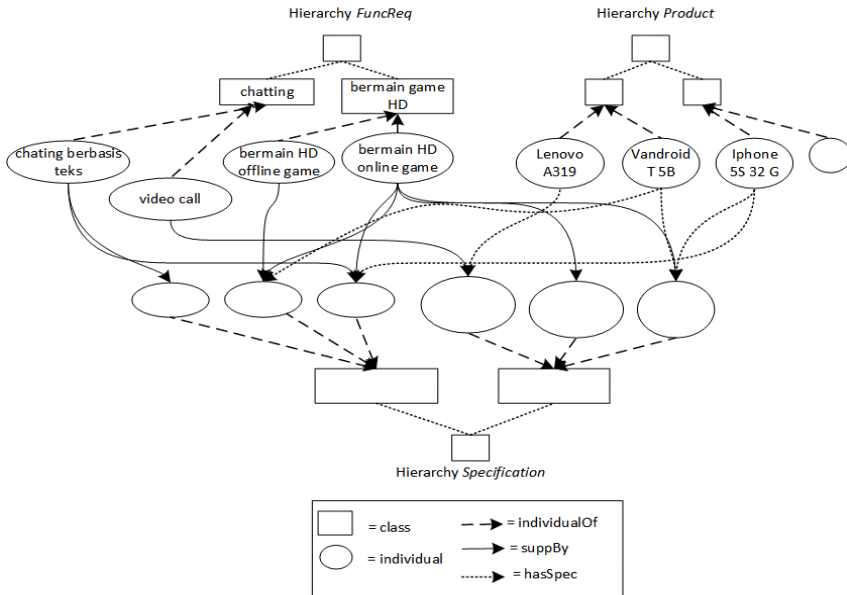 Hierarchy FuncReq
Hierarchy Product
chatting
bermain game
HD
chating berbasis
teks
video call
bermain HD
offline game
bermain HD
online game
Lenovo
A319
Vandroid
T 5B
Iphone
5S 32 G
Hierarchy Specification
= class
= individual
= individualOf
= suppBy
= hasSpec